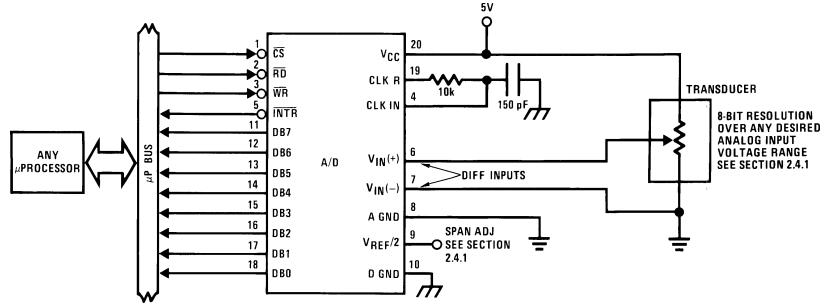 5V
1
CS
2
RD
3
WR
5
INTR
11
DB7
12
DB6
13
DB5
14
DB4
15
DB3
16
DB2
17
DB1
18
DB0
ANY
μPROCESSOR
μP BUS
A/D
20
VCC
19
CLK R
10k
4
CLK IN
150 pF
6
VIN(+)
DIFF INPUTS
7
VIN(−)
8
A GND
9
VREF/2
SPAN ADJ
SEE SECTION
2.4.1
10
D GND
TRANSDUCER
8-BIT RESOLUTION
OVER ANY DESIRED
ANALOG INPUT
VOLTAGE RANGE
SEE SECTION 2.4.1